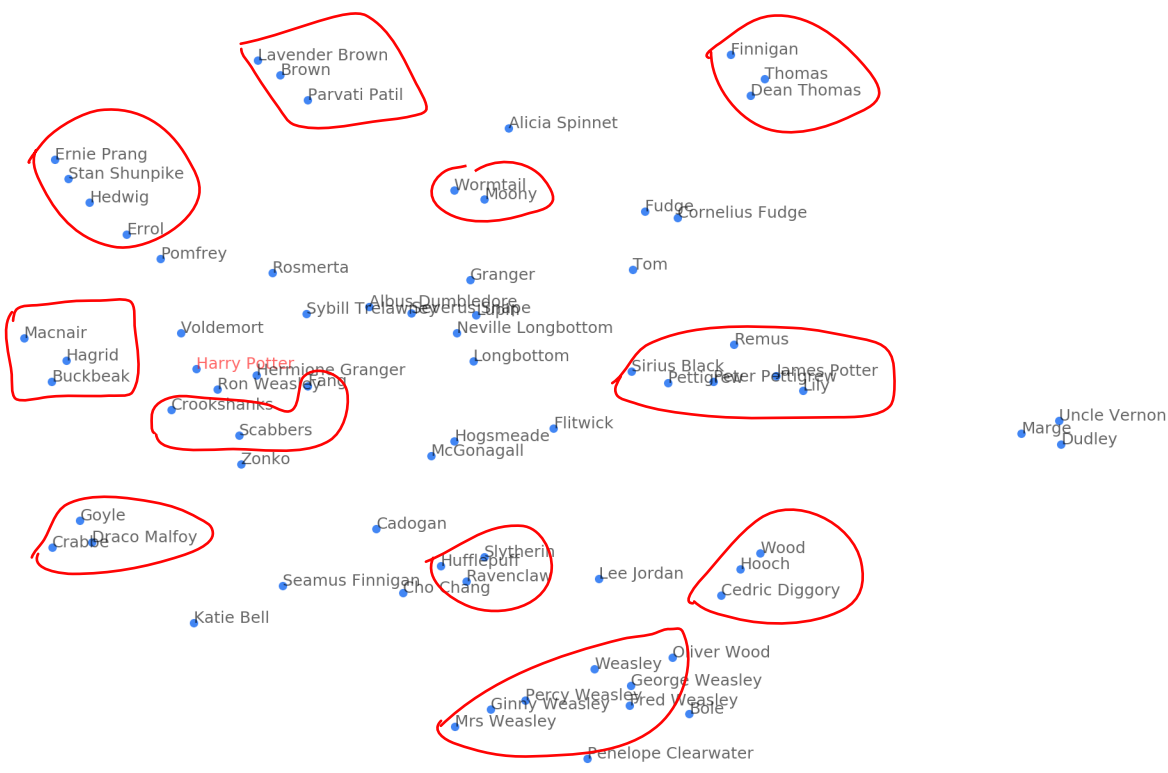 Finnigan
Lavender Brown
Brown
Thomas
Dean Thomas
Parvati Patil
Alicia Spinnet
Ernie Prang
Stan Shunpike
Wormtail
Moony
Hedwig
Fudge
Cornelius Fudge
Errol
Pomfrey
Rosmerta
Tom
Granger
Albus Dumbledore
Sybill Trelawney
Severus Snape
Lupin
Voldemort
Neville Longbottom
Macnair
Remus
Hagrid
Longbottom
Harry Potter
Hermione Granger
Sirius Black
James Potter
Buckbeak
Ron Weasley
Fang
Pettigrew
Peter Pettigrew
Lily
Crookshanks
Uncle Vernon
Flitwick
Marge
Scabbers
Hogsmeade
Dudley
McGonagall
Zonko
Goyle
Cadogan
Draco Malfoy
Crabbe
Wood
Slytherin
Hufflepuff
Hooch
Ravenclaw
Lee Jordan
Seamus Finnigan
Cho Chang
Cedric Diggory
Katie Bell
Oliver Wood
Weasley
George Weasley
Percy Weasley
Fred Weasley
Ginny Weasley
Bole
Mrs Weasley
Penelope Clearwater